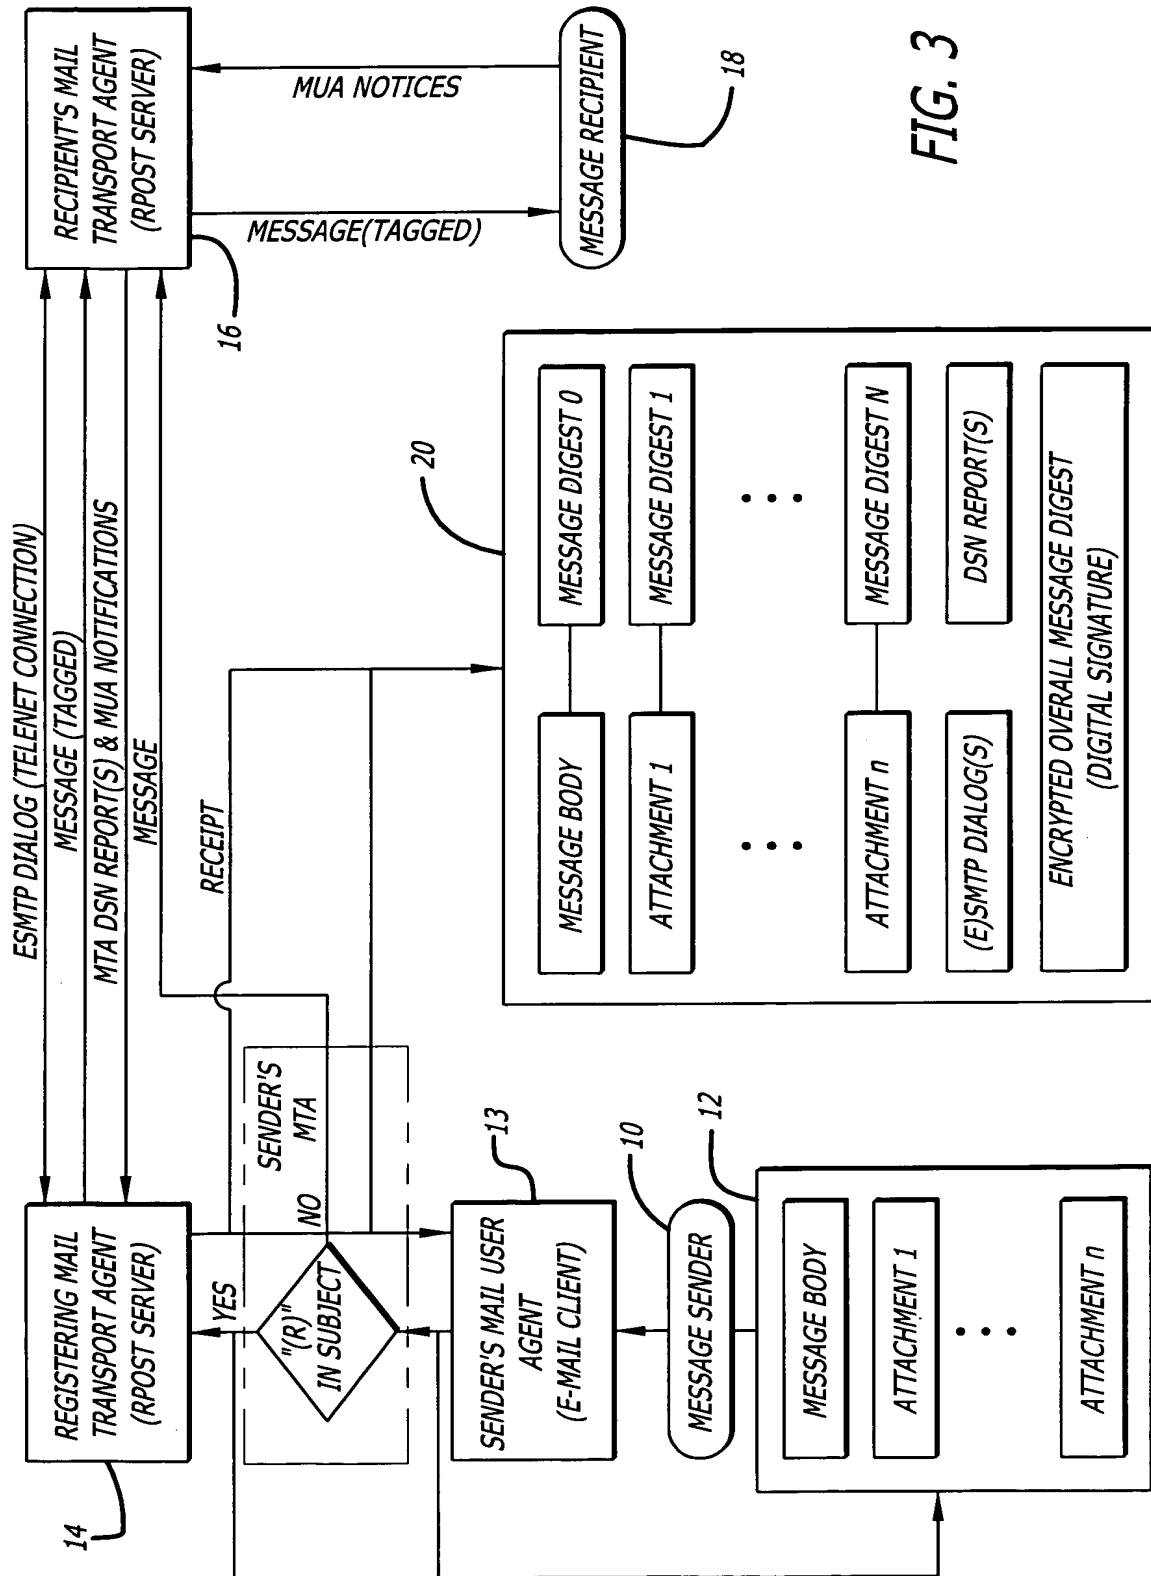 ESMTP DIALOG (TELENET CONNECTION)
MESSAGE (TAGGED)
MTA DSN REPORT(S) & MUA NOTIFICATIONS
MESSAGE
REGISTERING MAIL
TRANSPORT AGENT
(RPOST SERVER)
14
RECIPIENT'S MAIL
TRANSPORT AGENT
(RPOST SERVER)
16
YES
NO
RECEIPT
"(R)"
IN SUBJECT
SENDER'S
MTA
MUA NOTICES
MESSAGE(TAGGED)
SENDER'S MAIL USER
AGENT
(E-MAIL CLIENT)
13
MESSAGE SENDER
10
MESSAGE RECIPIENT
18
12
MESSAGE BODY
ATTACHMENT 1
• • •
ATTACHMENT n
20
MESSAGE BODY
MESSAGE DIGEST 0
ATTACHMENT 1
MESSAGE DIGEST 1
• • •
• • •
ATTACHMENT n
MESSAGE DIGEST N
(E)SMTP DIALOG(S)
DSN REPORT(S)
ENCRYPTED OVERALL MESSAGE DIGEST
(DIGITAL SIGNATURE)
FIG. 3